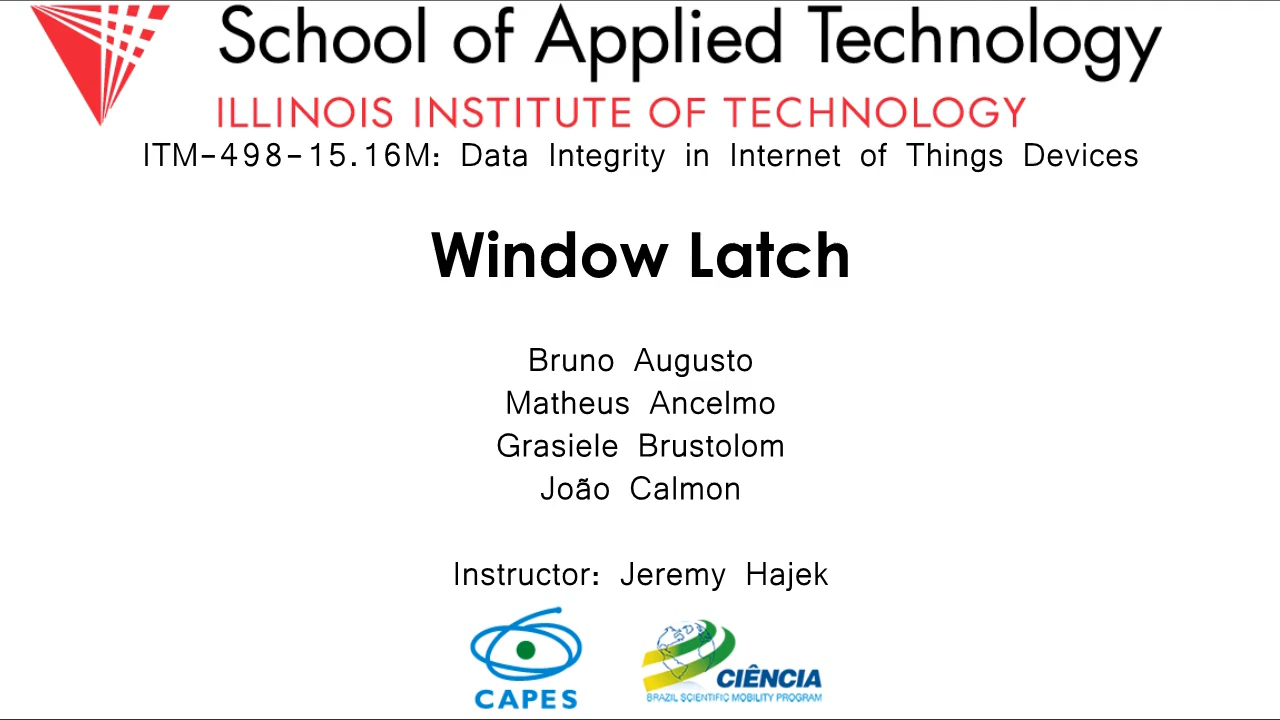 School of Applied Technology
ILLINOIS INSTITUTE OF TECHNOLOGY
ITM-498-15.16M: Data Integrity in Internet of Things Devices
Window Latch
Bruno Augusto
Matheus Ancelmo
Grasiele Brustolom
João Calmon
Instructor: Jeremy Hajek
CAPES
CIÊNCIA
BRAZIL SCIENTIFIC MOBILITY PROGRAM